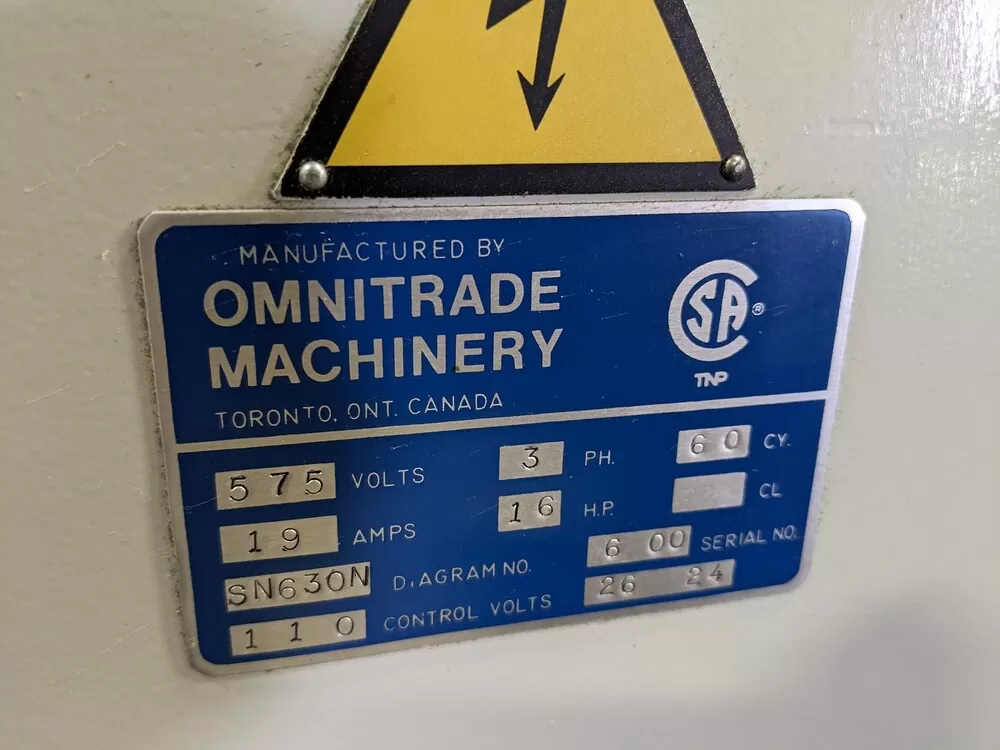 MANUFACTURED BY
OMNITRADE
MACHINERY
TORONTO, ONT. CANADA
CSA ®
TNP
575 VOLTS 3 PH. 60 CY.
19 AMPS 16 H.P. CL
SN630N DIAGRAM NO. 6 00 SERIAL NO.
110 CONTROL VOLTS 26 24